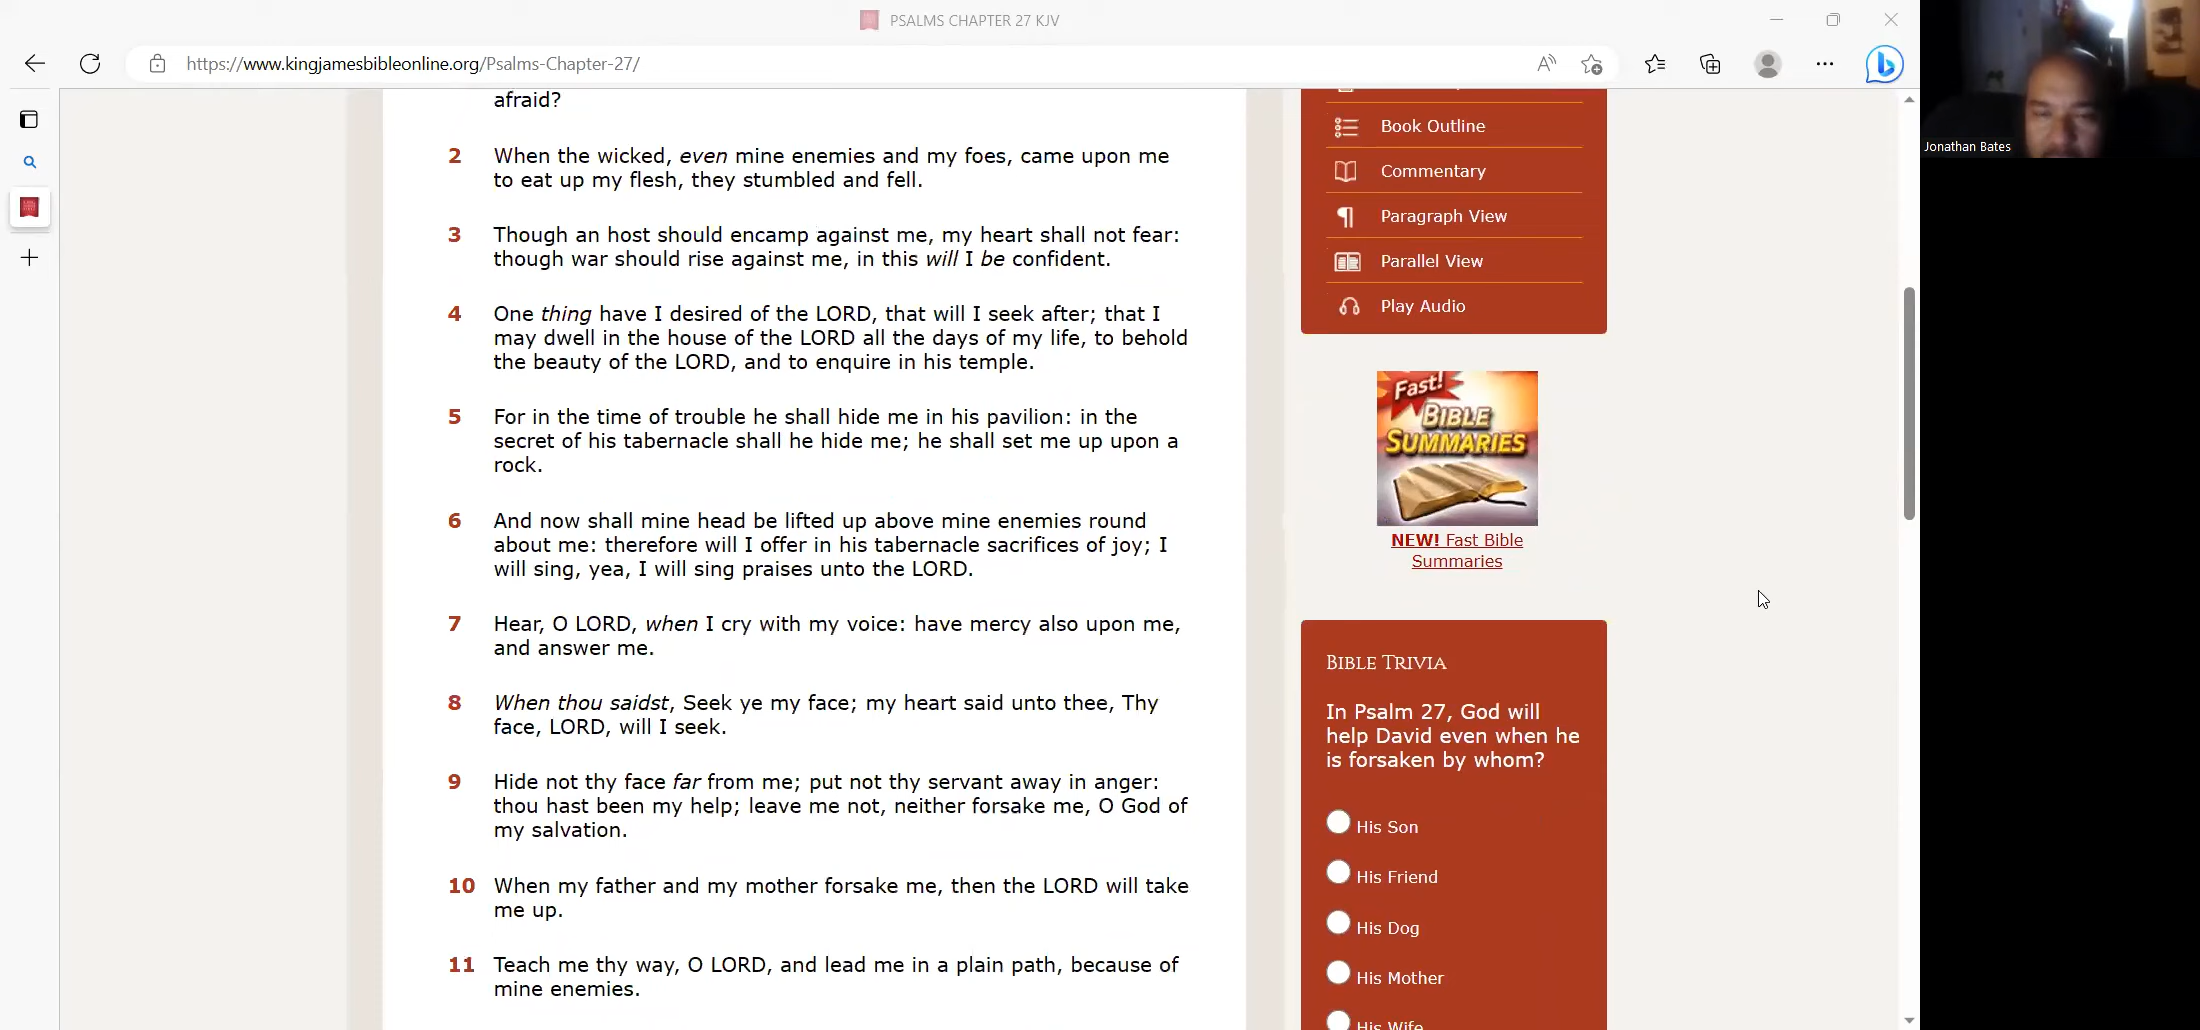 PSALMS CHAPTER 27 KJV
https://www.kingjamesbibleonline.org/Psalms-Chapter-27/
Jonathan Bates
afraid?
2 When the wicked, even mine enemies and my foes, came upon me
to eat up my flesh, they stumbled and fell.
3 Though an host should encamp against me, my heart shall not fear:
though war should rise against me, in this will I be confident.
4 One thing have I desired of the LORD, that will I seek after; that I
may dwell in the house of the LORD all the days of my life, to behold
the beauty of the LORD, and to enquire in his temple.
5 For in the time of trouble he shall hide me in his pavilion: in the
secret of his tabernacle shall he hide me; he shall set me up upon a
rock.
6 And now shall mine head be lifted up above mine enemies round
about me: therefore will I offer in his tabernacle sacrifices of joy; I
will sing, yea, I will sing praises unto the LORD.
7 Hear, O LORD, when I cry with my voice: have mercy also upon me,
and answer me.
8 When thou saidst, Seek ye my face; my heart said unto thee, Thy
face, LORD, will I seek.
9 Hide not thy face far from me; put not thy servant away in anger:
thou hast been my help; leave me not, neither forsake me, O God of
my salvation.
10 When my father and my mother forsake me, then the LORD will take
me up.
11 Teach me thy way, O LORD, and lead me in a plain path, because of
mine enemies.
Book Outline
Commentary
Paragraph View
Parallel View
Play Audio
Fast!
BIBLE
SUMMARIES
NEW! Fast Bible
Summaries
BIBLE TRIVIA
In Psalm 27, God will
help David even when he
is forsaken by whom?
His Son
His Friend
His Dog
His Mother
His Wife